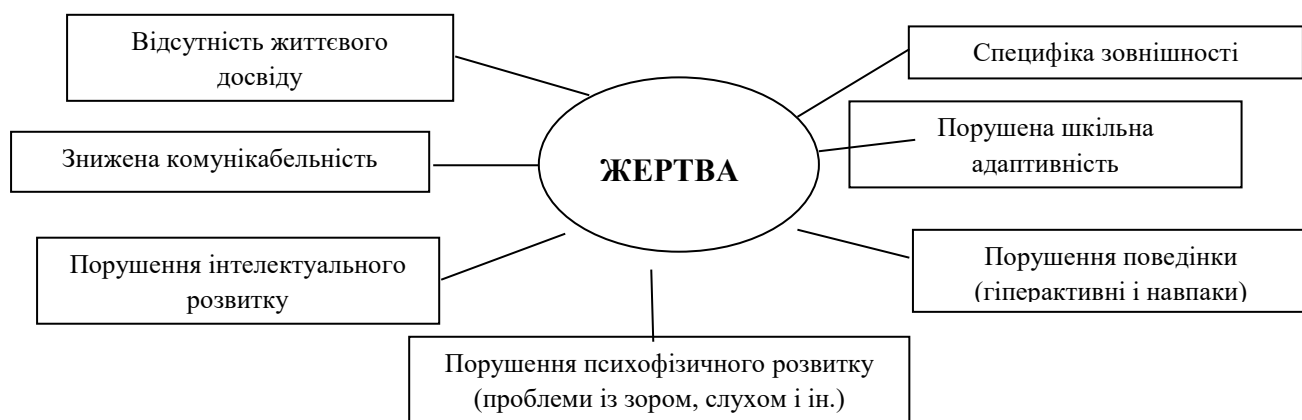 Відсутність життєвого
досвіду
Специфіка зовнішності
Знижена комунікабельність
ЖЕРТВА
Порушена шкільна
адаптивність
Порушення інтелектуального
розвитку
Порушення поведінки
(гіперактивні і навпаки)
Порушення психофізичного розвитку
(проблеми із зором, слухом і ін.)